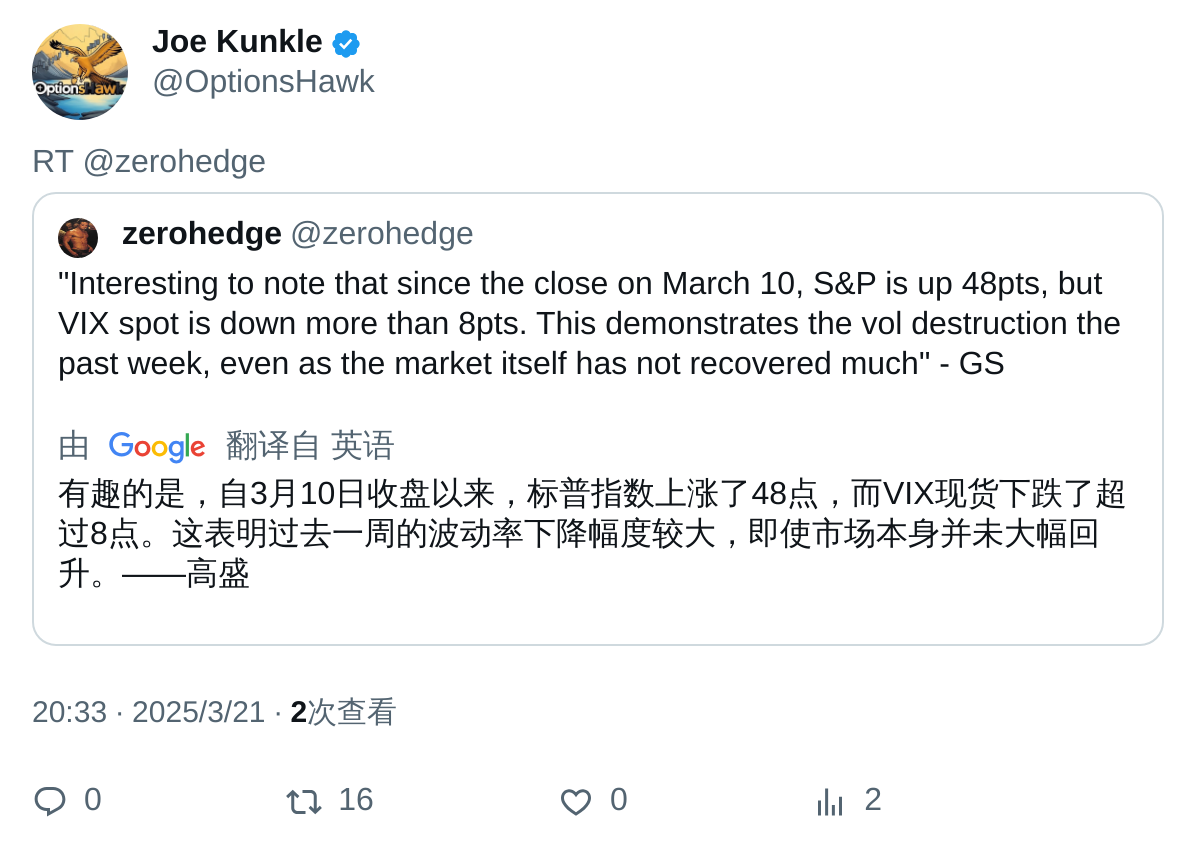 Joe Kunkle
@OptionsHawk
RT @zerohedge
zerohedge @zerohedge
"Interesting to note that since the close on March 10, S&P is up 48pts, but
VIX spot is down more than 8pts. This demonstrates the vol destruction the
past week, even as the market itself has not recovered much" - GS
由 Google 翻译自 英语
有趣的是，自3月10日收盘以来，标普指数上涨了48点，而VIX现货下跌了超
过8点。这表明过去一周的波动率下降幅度较大，即使市场本身并未大幅回
升。——高盛
20:33 · 2025/3/21 · 2次查看
0 16 0 2